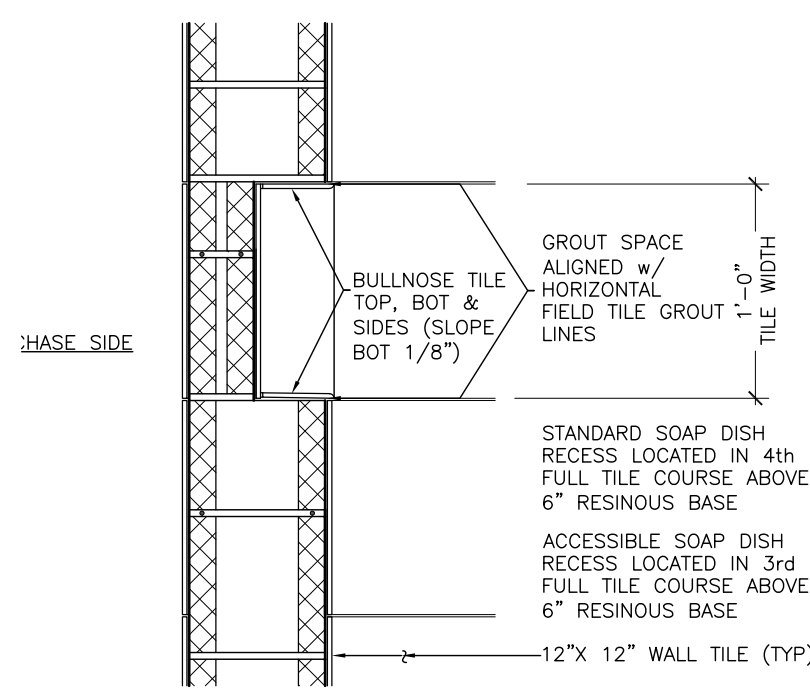 BULLNOSE TILE
TOP, BOT &
SIDES (SLOPE
BOT 1/8")
GROUT SPACE
ALIGNED w/
HORIZONTAL
FIELD TILE GROUT
LINES
1'-0"
TILE WIDTH
CHASE SIDE
STANDARD SOAP DISH
RECESS LOCATED IN 4th
FULL TILE COURSE ABOVE
6" RESINOUS BASE
ACCESSIBLE SOAP DISH
RECESS LOCATED IN 3rd
FULL TILE COURSE ABOVE
6" RESINOUS BASE
12"X 12" WALL TILE (TYP)